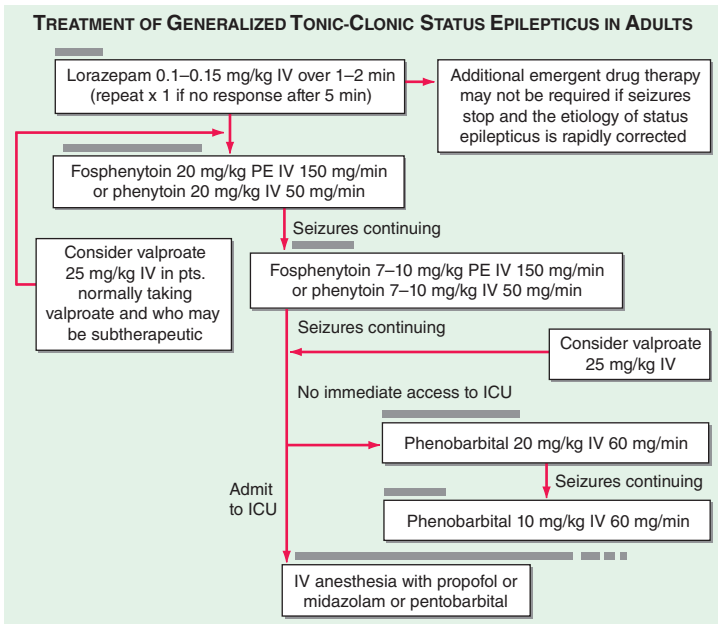 TREATMENT OF GENERALIZED TONIC-CLONIC STATUS EPILEPTICUS IN ADULTS
Lorazepam 0.1–0.15 mg/kg IV over 1–2 min
(repeat x 1 if no response after 5 min)
Additional emergent drug therapy
may not be required if seizures
stop and the etiology of status
epilepticus is rapidly corrected
Fosphenytoin 20 mg/kg PE IV 150 mg/min
or phenytoin 20 mg/kg IV 50 mg/min
Seizures continuing
Consider valproate
25 mg/kg IV in pts.
normally taking
valproate and who may
be subtherapeutic
Fosphenytoin 7–10 mg/kg PE IV 150 mg/min
or phenytoin 7–10 mg/kg IV 50 mg/min
Seizures continuing
Consider valproate
25 mg/kg IV
No immediate access to ICU
Phenobarbital 20 mg/kg IV 60 mg/min
Seizures continuing
Admit
to ICU
Phenobarbital 10 mg/kg IV 60 mg/min
IV anesthesia with propofol or
midazolam or pentobarbital